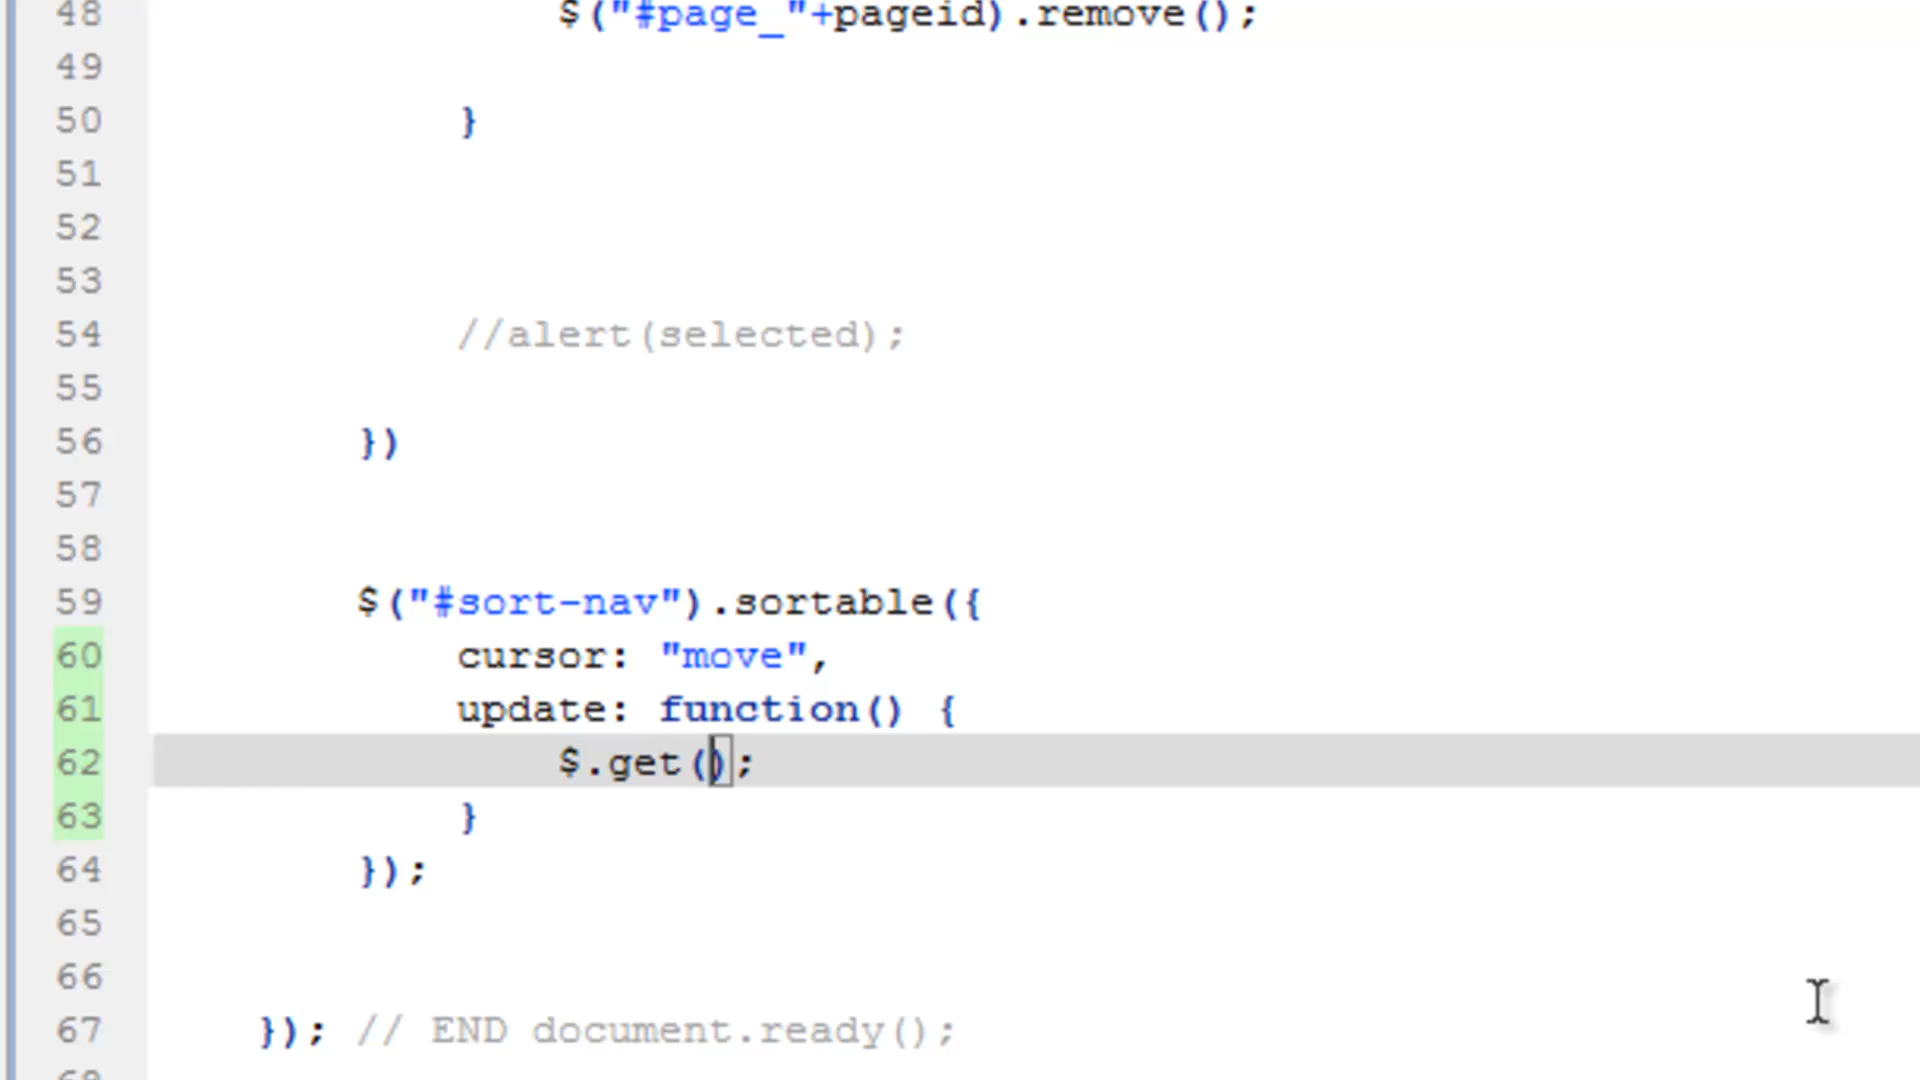 48 $("#page_"+pageid).remove();
49
50 }
51
52
53
54 //alert(selected);
55
56 })
57
58
59 $("#sort-nav").sortable({
60 cursor: "move",
61 update: function() {
62 $.get();
63 }
64 });
65
66
67 }); // END document.ready();
68